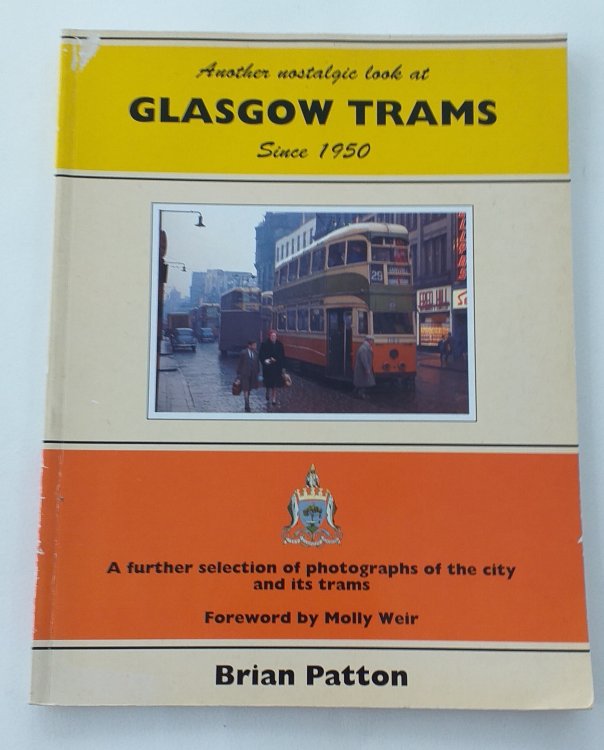 Another nostalgic look at
GLASGOW TRAMS
Since 1950
29
A further selection of photographs of the city
and its trams
Foreword by Molly Weir
Brian Patton